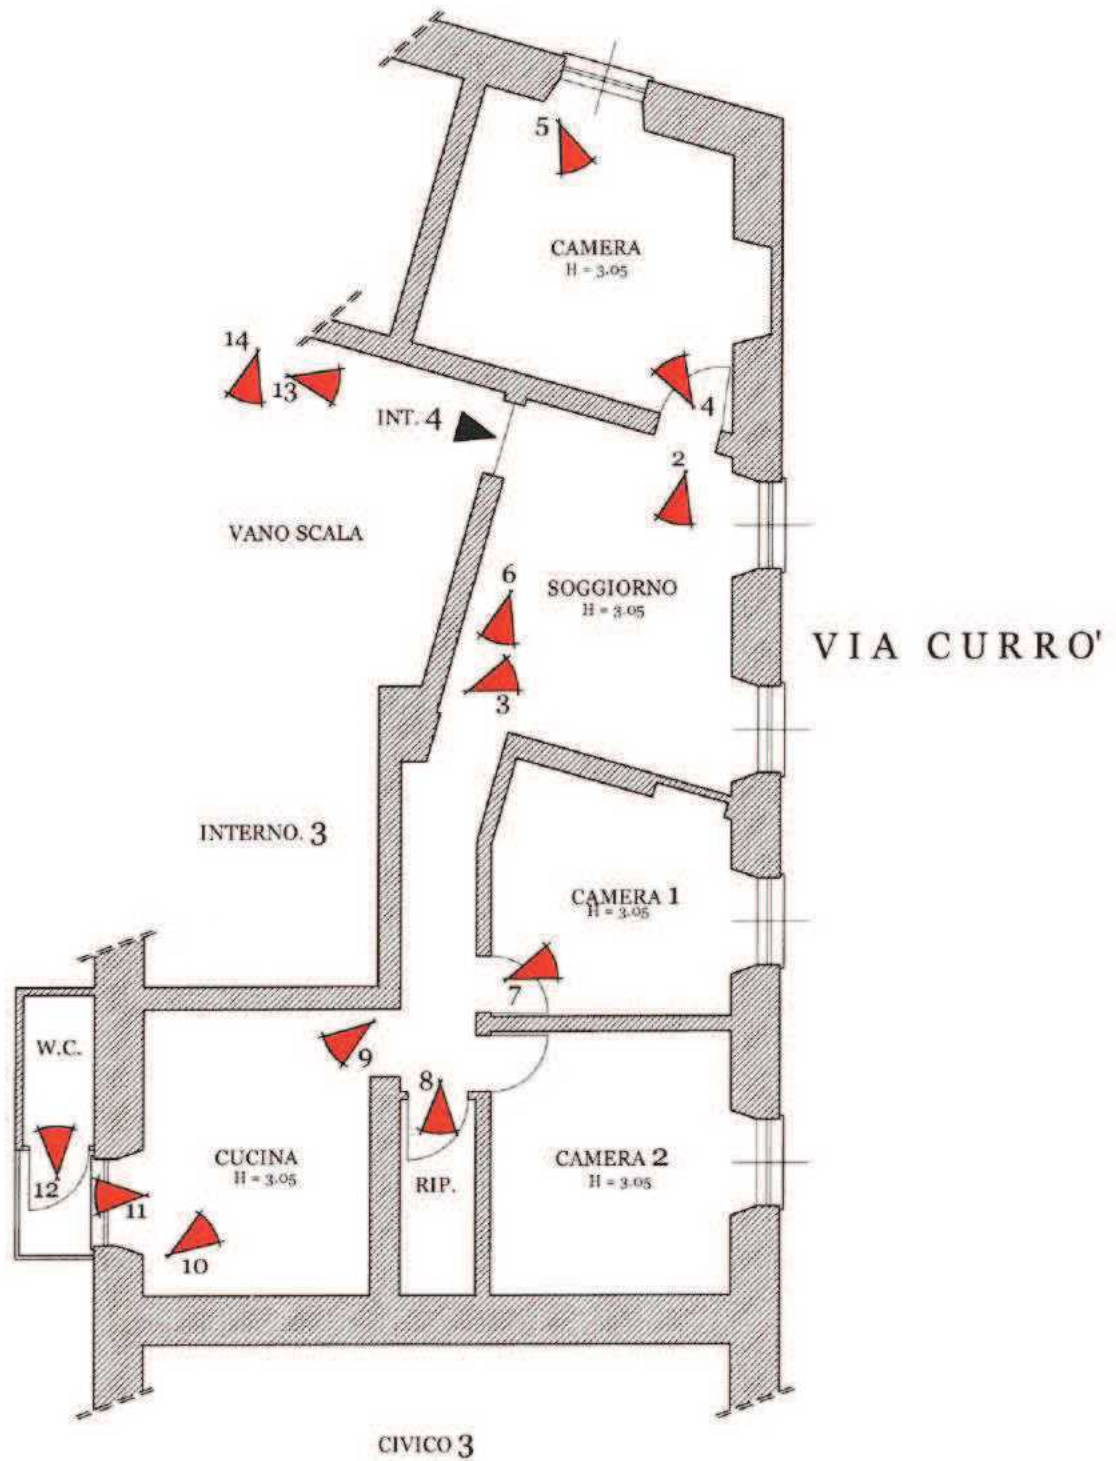 5
CAMERA
H = 3.05
14
13
4
INT. 4
2
VANO SCALA
6
SOGGIORNO
H = 3.05
VIA CURRO'
3
INTERNO. 3
CAMERA 1
H = 3.05
7
W.C.
9
8
CUCINA
H = 3.05
CAMERA 2
H = 3.05
RIP.
12
11
10
CIVICO 3